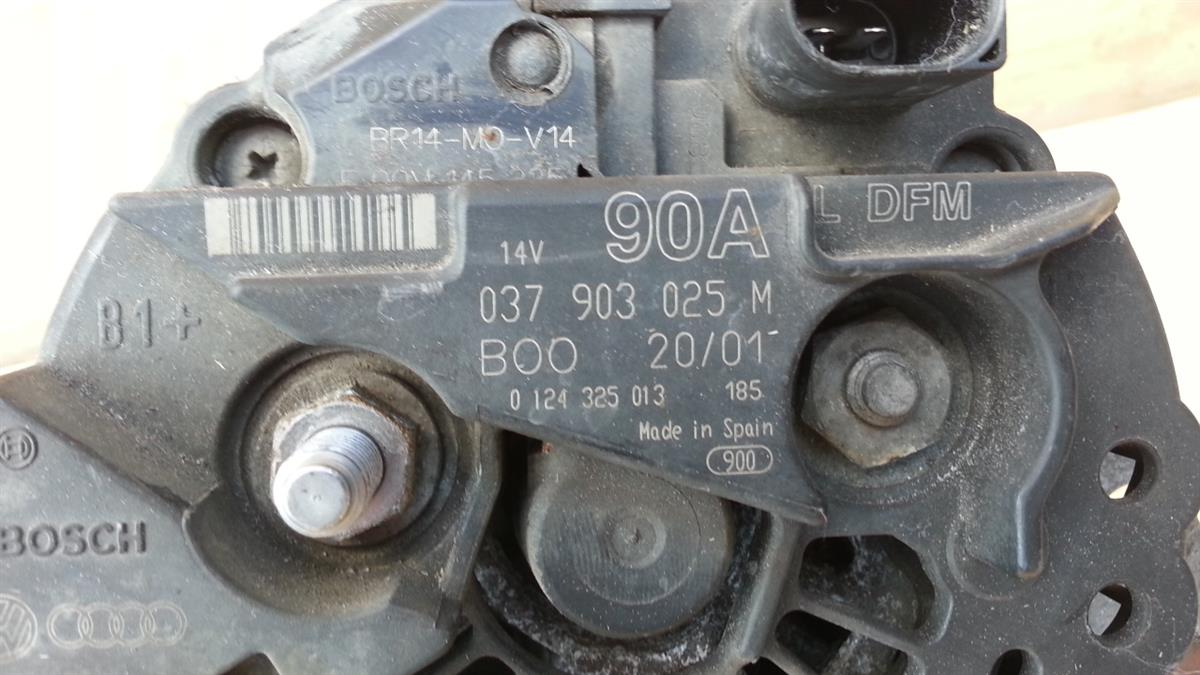 BOSCH
BR14-M0-V14
14V 90A L DFM
B1+
037 903 025 M
BOO 20/01
0 124 325 013 185
Made in Spain
900
BOSCH